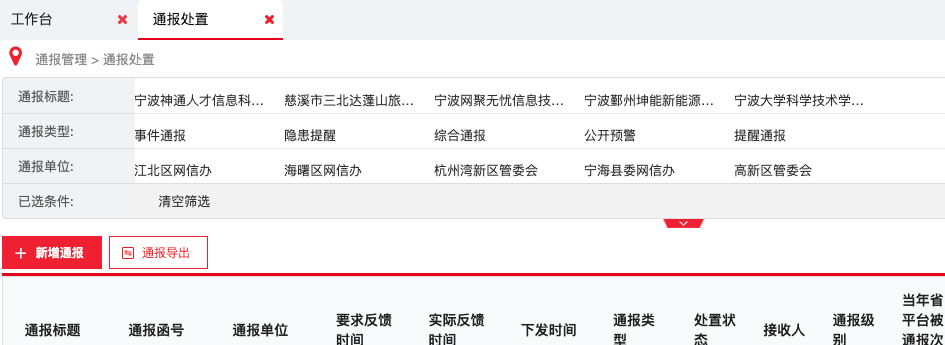 工作台 通报处置
通报管理 > 通报处置
通报标题: 宁波神通人才信息科... 慈溪市三北达蓬山旅... 宁波网聚无忧信息技... 宁波鄞州坤能新能源... 宁波大学科学技术学...
通报类型: 事件通报 隐患提醒 综合通报 公开预警 提醒通报
通报单位: 江北区网信办 海曙区网信办 杭州湾新区管委会 宁海县委网信办 高新区管委会
已选条件: 清空筛选
新增通报 通报导出
通报标题 通报函号 通报单位 要求反馈时间 实际反馈时间 下发时间 通报类型 处置状态 接收人 通报级别 当年省平台被通报次